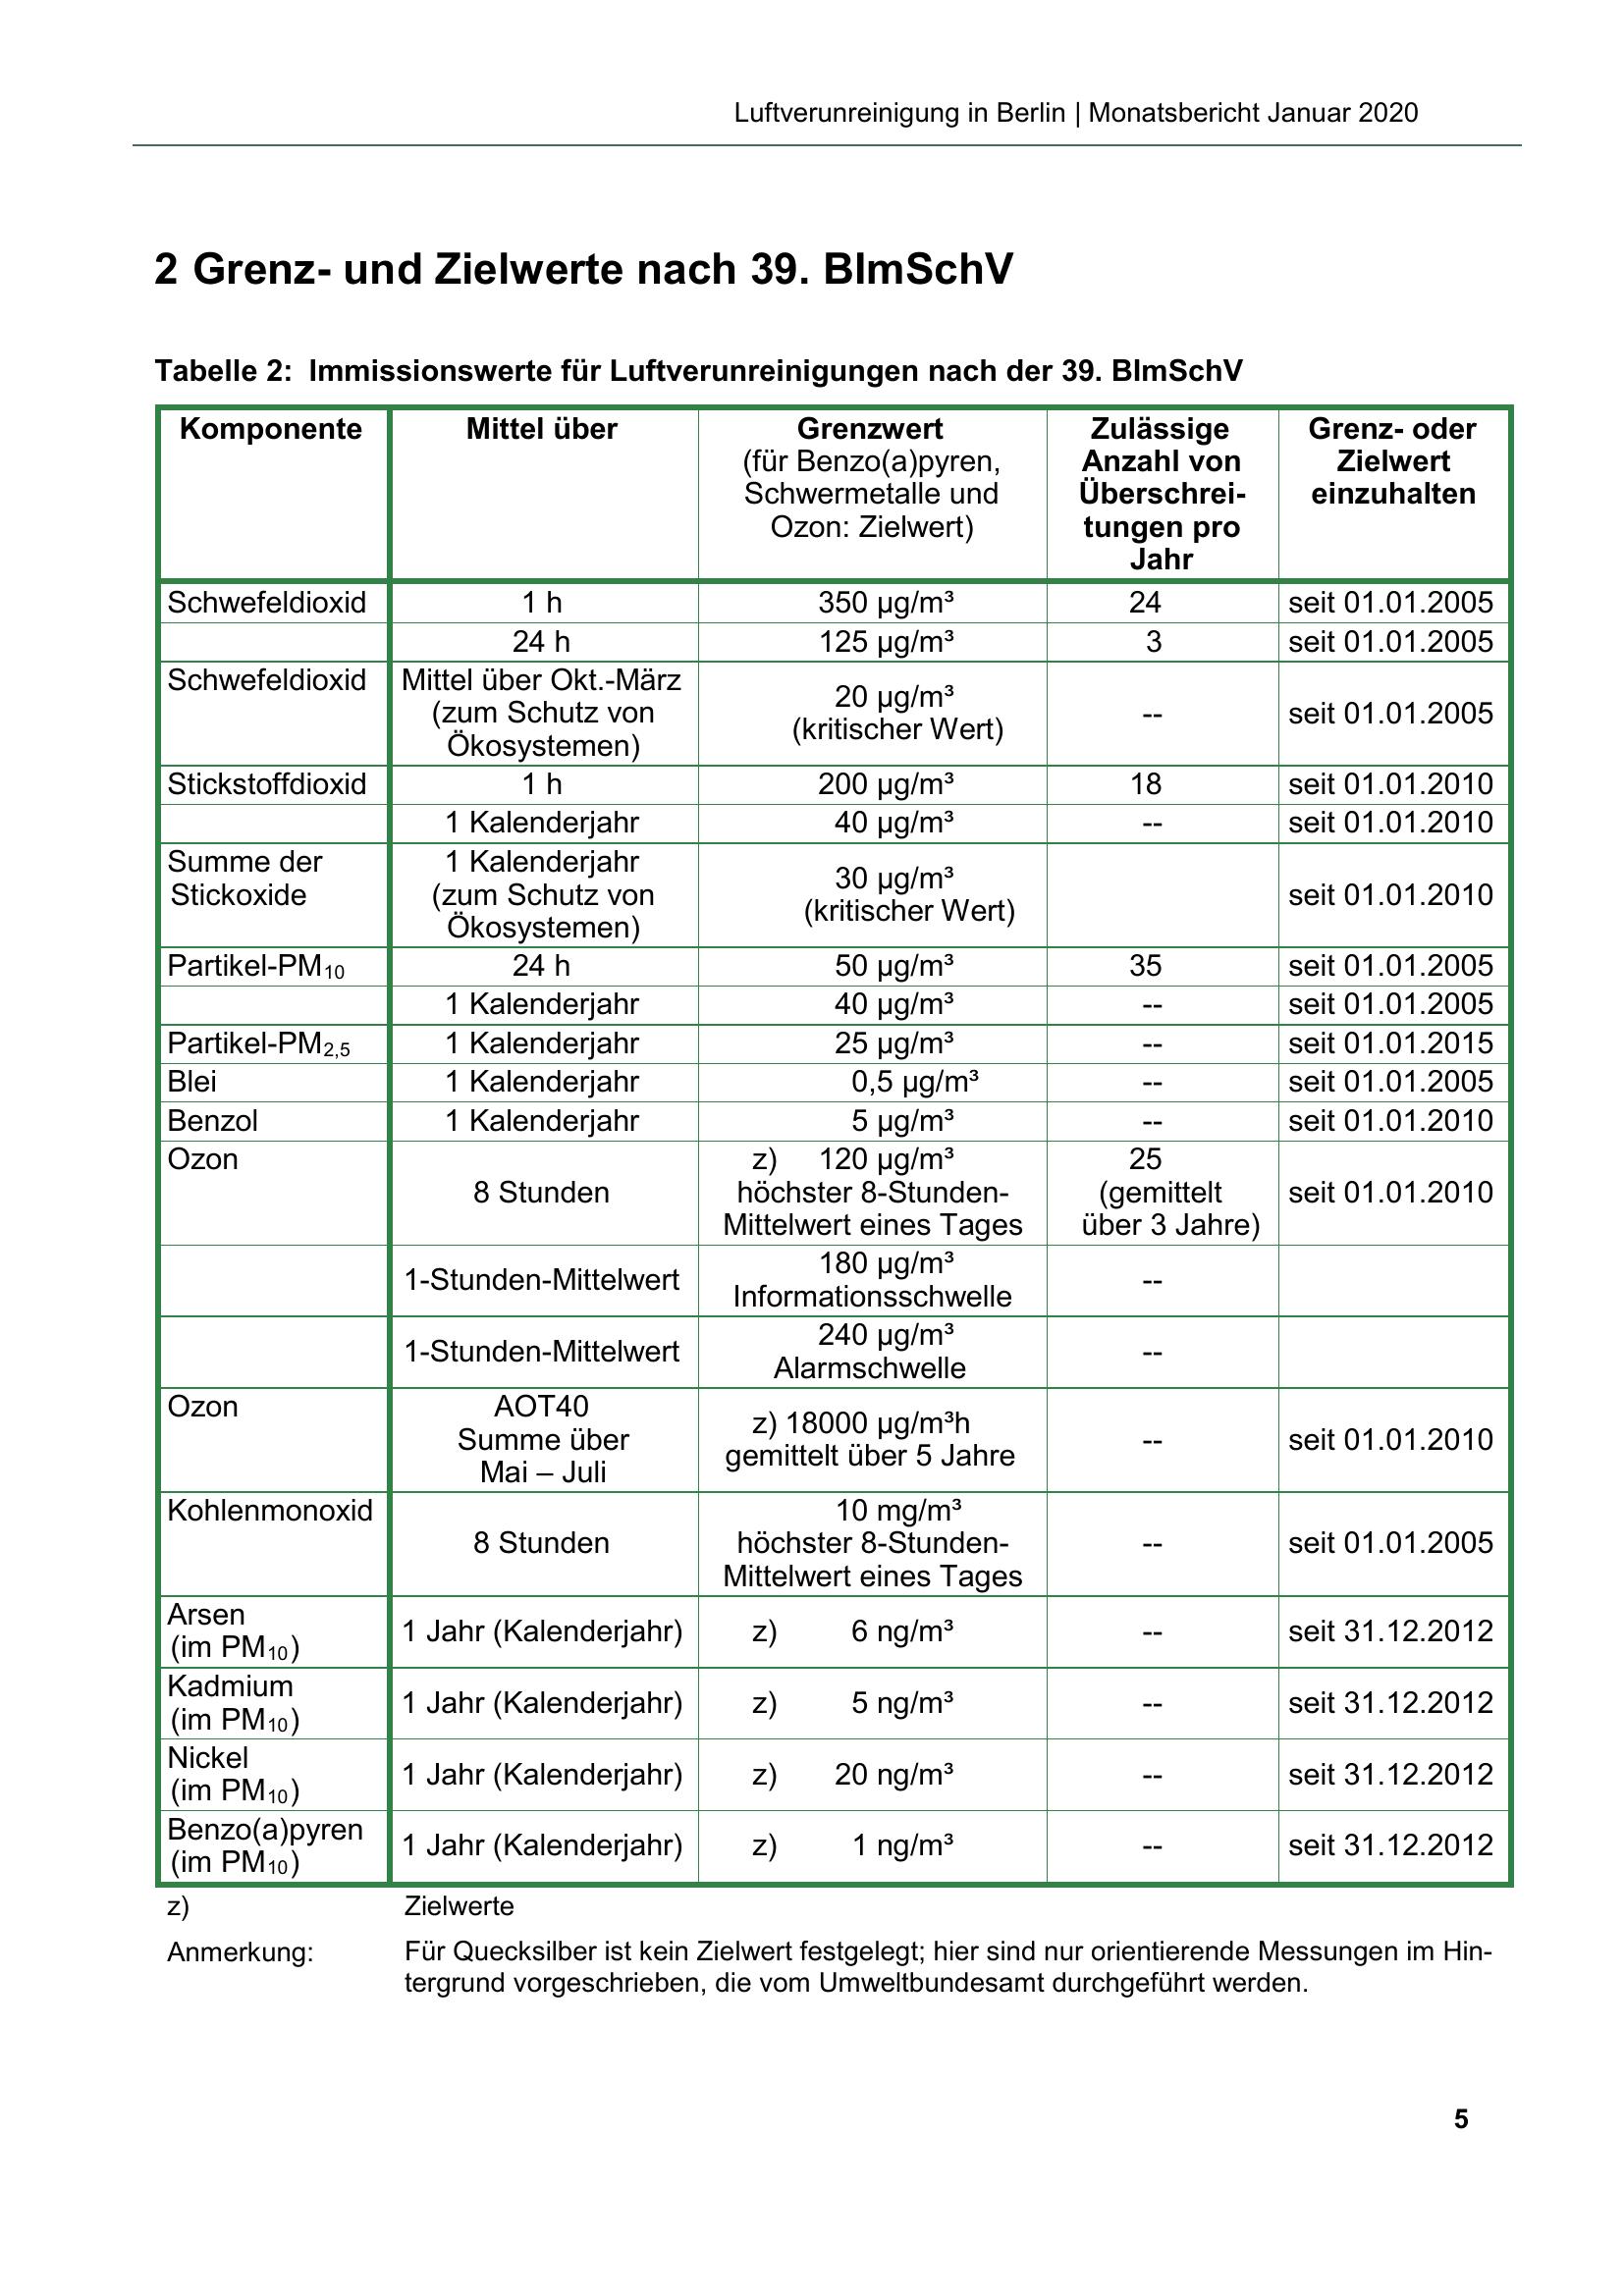 Luftverunreinigung in Berlin | Monatsbericht Januar 2020
2 Grenz- und Zielwerte nach 39. BImSchV
Tabelle 2: Immissionswerte für Luftverunreinigungen nach der 39. BImSchV
Komponente Mittel über Grenzwert (für Benzo(a)pyren, Schwermetalle und Ozon: Zielwert) Zulässige Anzahl von Überschrei-tungen pro Jahr Grenz- oder Zielwert einzuhalten
Schwefeldioxid 1 h 350 µg/m³ 24 seit 01.01.2005
24 h 125 µg/m³ 3 seit 01.01.2005
Schwefeldioxid Mittel über Okt.-März (zum Schutz von Ökosystemen) 20 µg/m³ (kritischer Wert) -- seit 01.01.2005
Stickstoffdioxid 1 h 200 µg/m³ 18 seit 01.01.2010
1 Kalenderjahr 40 µg/m³ -- seit 01.01.2010
Summe der Stickoxide 1 Kalenderjahr (zum Schutz von Ökosystemen) 30 µg/m³ (kritischer Wert) seit 01.01.2010
Partikel-PM₁₀ 24 h 50 µg/m³ 35 seit 01.01.2005
1 Kalenderjahr 40 µg/m³ -- seit 01.01.2005
Partikel-PM₂,₅ 1 Kalenderjahr 25 µg/m³ -- seit 01.01.2015
Blei 1 Kalenderjahr 0,5 µg/m³ -- seit 01.01.2005
Benzol 1 Kalenderjahr 5 µg/m³ -- seit 01.01.2010
Ozon 8 Stunden z) 120 µg/m³ höchster 8-Stunden-Mittelwert eines Tages 25 (gemittelt über 3 Jahre) seit 01.01.2010
1-Stunden-Mittelwert 180 µg/m³ Informationsschwelle --
1-Stunden-Mittelwert 240 µg/m³ Alarmschwelle --
Ozon AOT40 Summe über Mai – Juli z) 18000 µg/m³h gemittelt über 5 Jahre -- seit 01.01.2010
Kohlenmonoxid 8 Stunden 10 mg/m³ höchster 8-Stunden-Mittelwert eines Tages -- seit 01.01.2005
Arsen (im PM₁₀) 1 Jahr (Kalenderjahr) z) 6 ng/m³ -- seit 31.12.2012
Kadmium (im PM₁₀) 1 Jahr (Kalenderjahr) z) 5 ng/m³ -- seit 31.12.2012
Nickel (im PM₁₀) 1 Jahr (Kalenderjahr) z) 20 ng/m³ -- seit 31.12.2012
Benzo(a)pyren (im PM₁₀) 1 Jahr (Kalenderjahr) z) 1 ng/m³ -- seit 31.12.2012
z) Zielwerte
Anmerkung: Für Quecksilber ist kein Zielwert festgelegt; hier sind nur orientierende Messungen im Hin-
tergrund vorgeschrieben, die vom Umweltbundesamt durchgeführt werden.
5